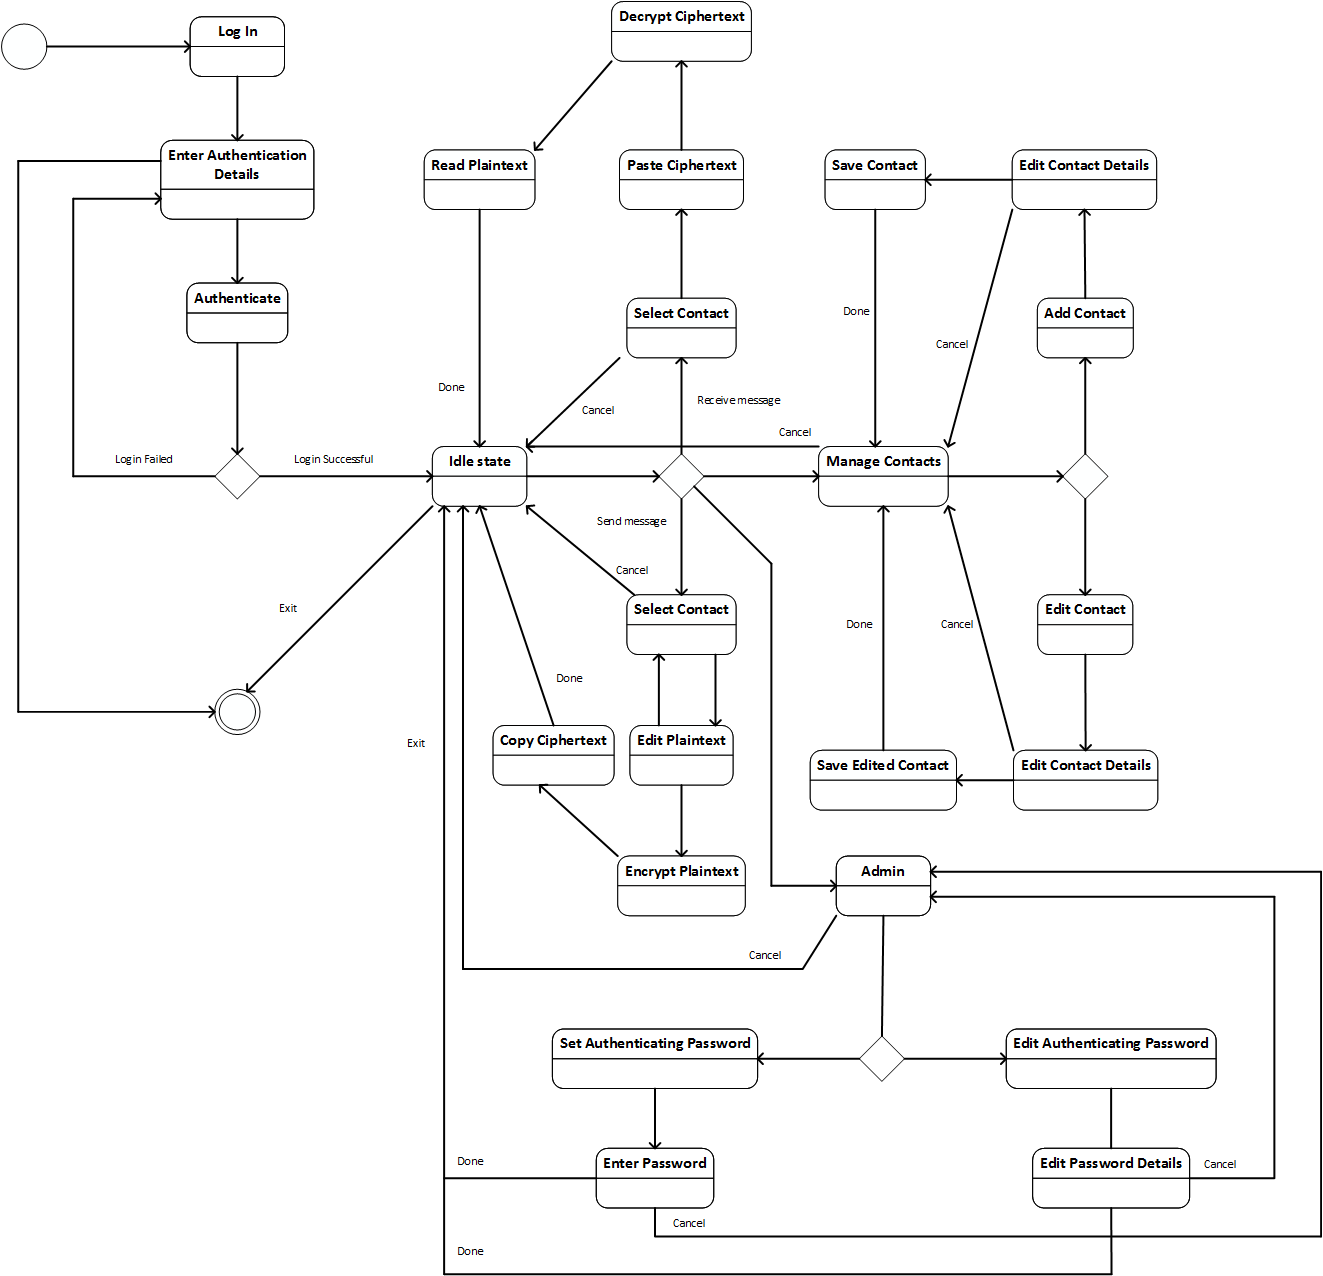 Decrypt Ciphertext
Log In
Enter Authentication
Details
Read Plaintext
Paste Ciphertext
Save Contact
Edit Contact Details
Authenticate
Select Contact
Add Contact
Done
Cancel
Done
Cancel
Receive message
Cancel
Login Failed
Login Successful
Idle state
Manage Contacts
Send message
Cancel
Exit
Select Contact
Edit Contact
Done
Cancel
Done
Exit
Copy Ciphertext
Edit Plaintext
Save Edited Contact
Edit Contact Details
Encrypt Plaintext
Admin
Cancel
Set Authenticating Password
Edit Authenticating Password
Done
Enter Password
Edit Password Details
Cancel
Cancel
Done